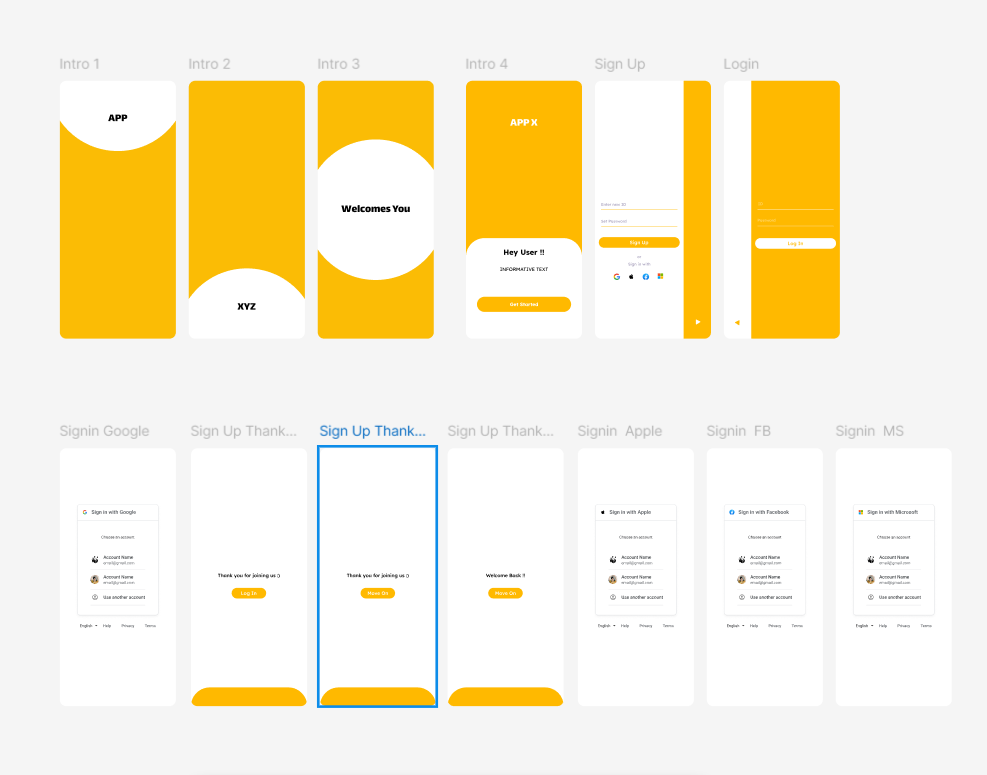 Intro 1
Intro 2
Intro 3
Intro 4
Sign Up
Login
APP
XYZ
Welcomes You
APP X
Hey User !!
INFORMATIVE TEXT
Get Started
Enter new ID
Set Password
Sign Up
or
Sign in with
ID
Password
Log In
Signin Google
Sign Up Thank...
Sign Up Thank...
Sign Up Thank...
Signin Apple
Signin FB
Signin MS
Sign in with Google
Choose an account
Account Name
email@gmail.com
Account Name
email@gmail.com
Use another account
English
Help
Privacy
Terms
Thank you for joining us :)
Log In
Thank you for joining us :)
Move On
Welcome Back !!
Move On
Sign in with Apple
Choose an account
Account Name
email@gmail.com
Account Name
email@gmail.com
Use another account
English
Help
Privacy
Terms
Sign in with Facebook
Choose an account
Account Name
email@gmail.com
Account Name
email@gmail.com
Use another account
English
Help
Privacy
Terms
Sign in with Microsoft
Choose an account
Account Name
email@gmail.com
Account Name
email@gmail.com
Use another account
English
Help
Privacy
Terms